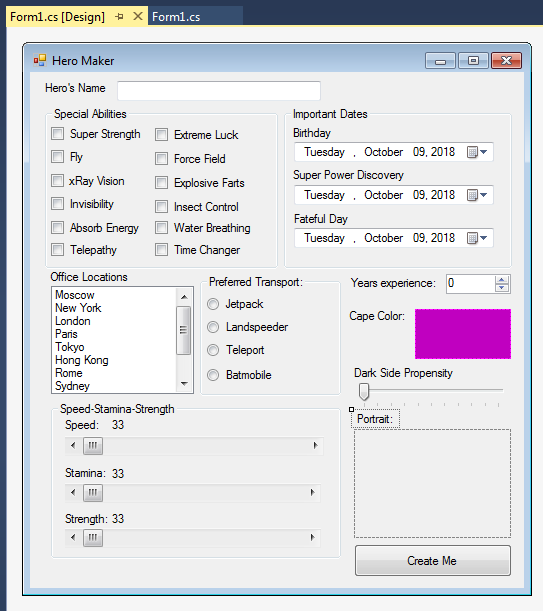 Form1.cs [Design]
Form1.cs
Hero Maker
Hero's Name
Special Abilities
Super Strength
Fly
xRay Vision
Invisibility
Absorb Energy
Telepathy
Extreme Luck
Force Field
Explosive Farts
Insect Control
Water Breathing
Time Changer
Important Dates
Birthday
Tuesday , October 09, 2018
Super Power Discovery
Tuesday , October 09, 2018
Fateful Day
Tuesday , October 09, 2018
Office Locations
Moscow
New York
London
Paris
Tokyo
Hong Kong
Rome
Sydney
Preferred Transport:
Jetpack
Landspeeder
Teleport
Batmobile
Years experience: 0
Cape Color:
Dark Side Propensity
Speed-Stamina-Strength
Speed: 33
Stamina: 33
Strength: 33
Portrait:
Create Me